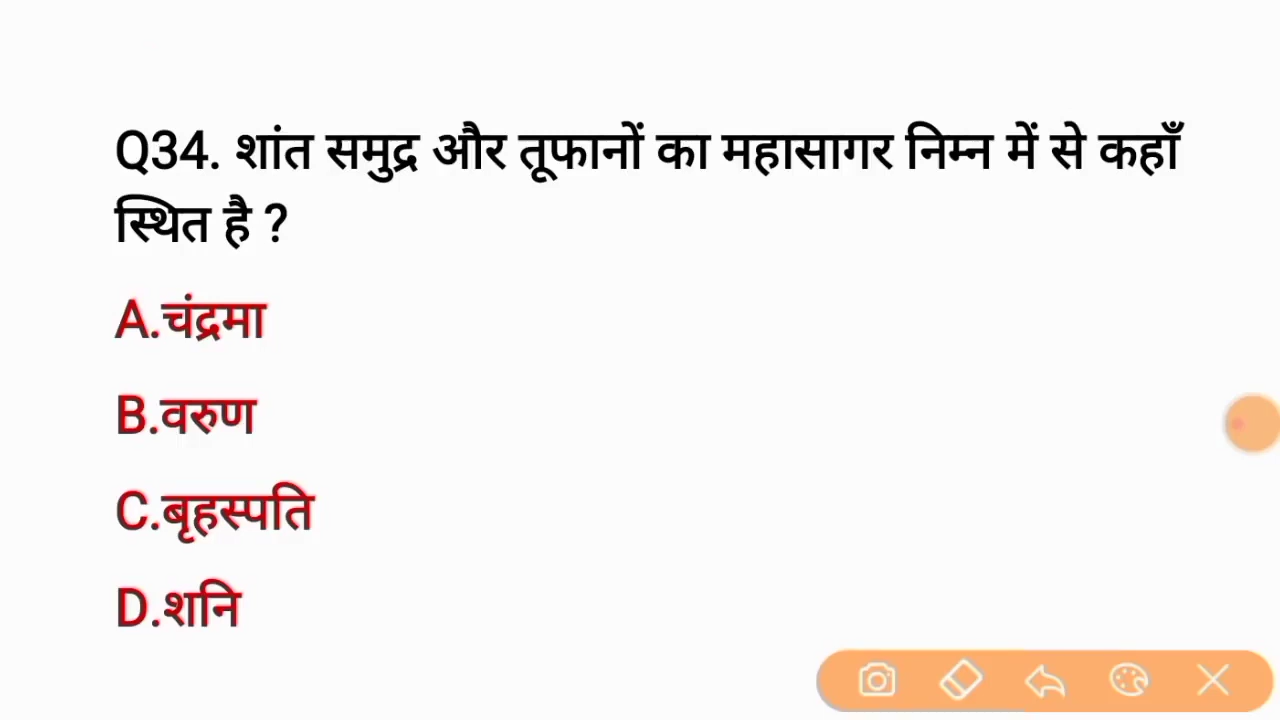 Q34. शांत समुद्र और तूफानों का महासागर निम्न में से कहाँ
स्थित है ?
A.चंद्रमा
B.वरुण
C.बृहस्पति
D.शनि